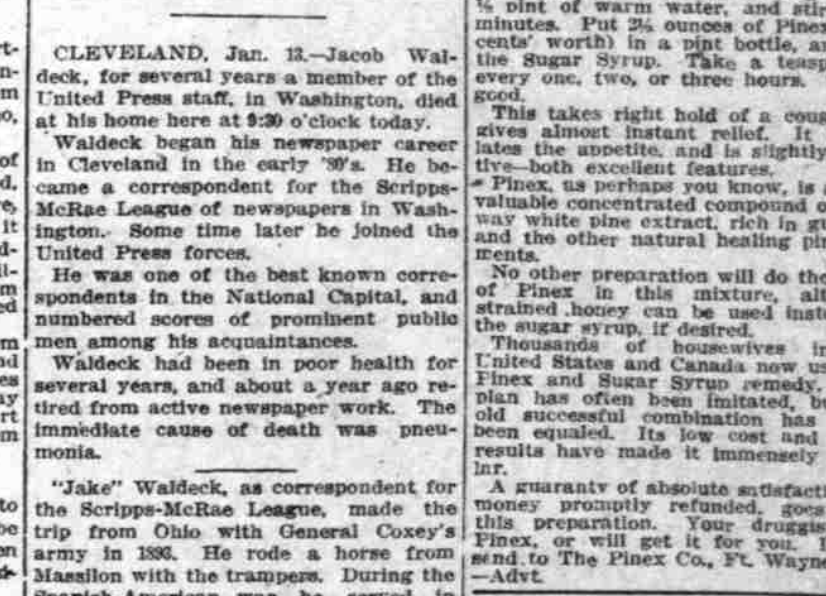 CLEVELAND, Jan. 13.—Jacob Wal-
deck, for several years a member of the
United Press staff, in Washington, died
at his home here at 9:30 o'clock today.
Waldeck began his newspaper career
in Cleveland in the early '80's. He be-
came a correspondent for the Scripps-
McRae League of newspapers in Wash-
ington. Some time later he joined the
United Press forces.
He was one of the best known corre-
spondents in the National Capital, and
numbered scores of prominent public
men among his acquaintances.
Waldeck had been in poor health for
several years, and about a year ago re-
tired from active newspaper work. The
immediate cause of death was pneu-
monia.
"Jake" Waldeck, as correspondent for
the Scripps-McRae League, made the
trip from Ohio with General Coxey's
army in 1893. He rode a horse from
Massilon with the trampers. During the
pint of warm water, and stir
minutes. Put 2½ ounces of Pinex
cents' worth) in a pint bottle,
the Sugar Syrup. Take a
every one, two, or three hours.
good.
This takes right hold of a
gives almost instant relief. It
lates the appetite, and is slightly
tive—both excellent features.
Pinex, as perhaps you know, is
valuable concentrated compound
way white pine extract, rich in
and the other natural healing
ments.
No other preparation will do the
of Pinex in this mixture,
strained honey can be used
the sugar syrup, if desired.
Thousands of housewives
United States and Canada now
Pinex and Sugar Syrup remedy.
plan has often been imitated,
old successful combination has
been equaled. Its low cost and
results have made it immensely
lar.
A guaranty of absolute
money promptly refunded, goes
this preparation. Your
Pinex, or will get it for you.
send to The Pinex Co., Ft. Wayne
—Advt.